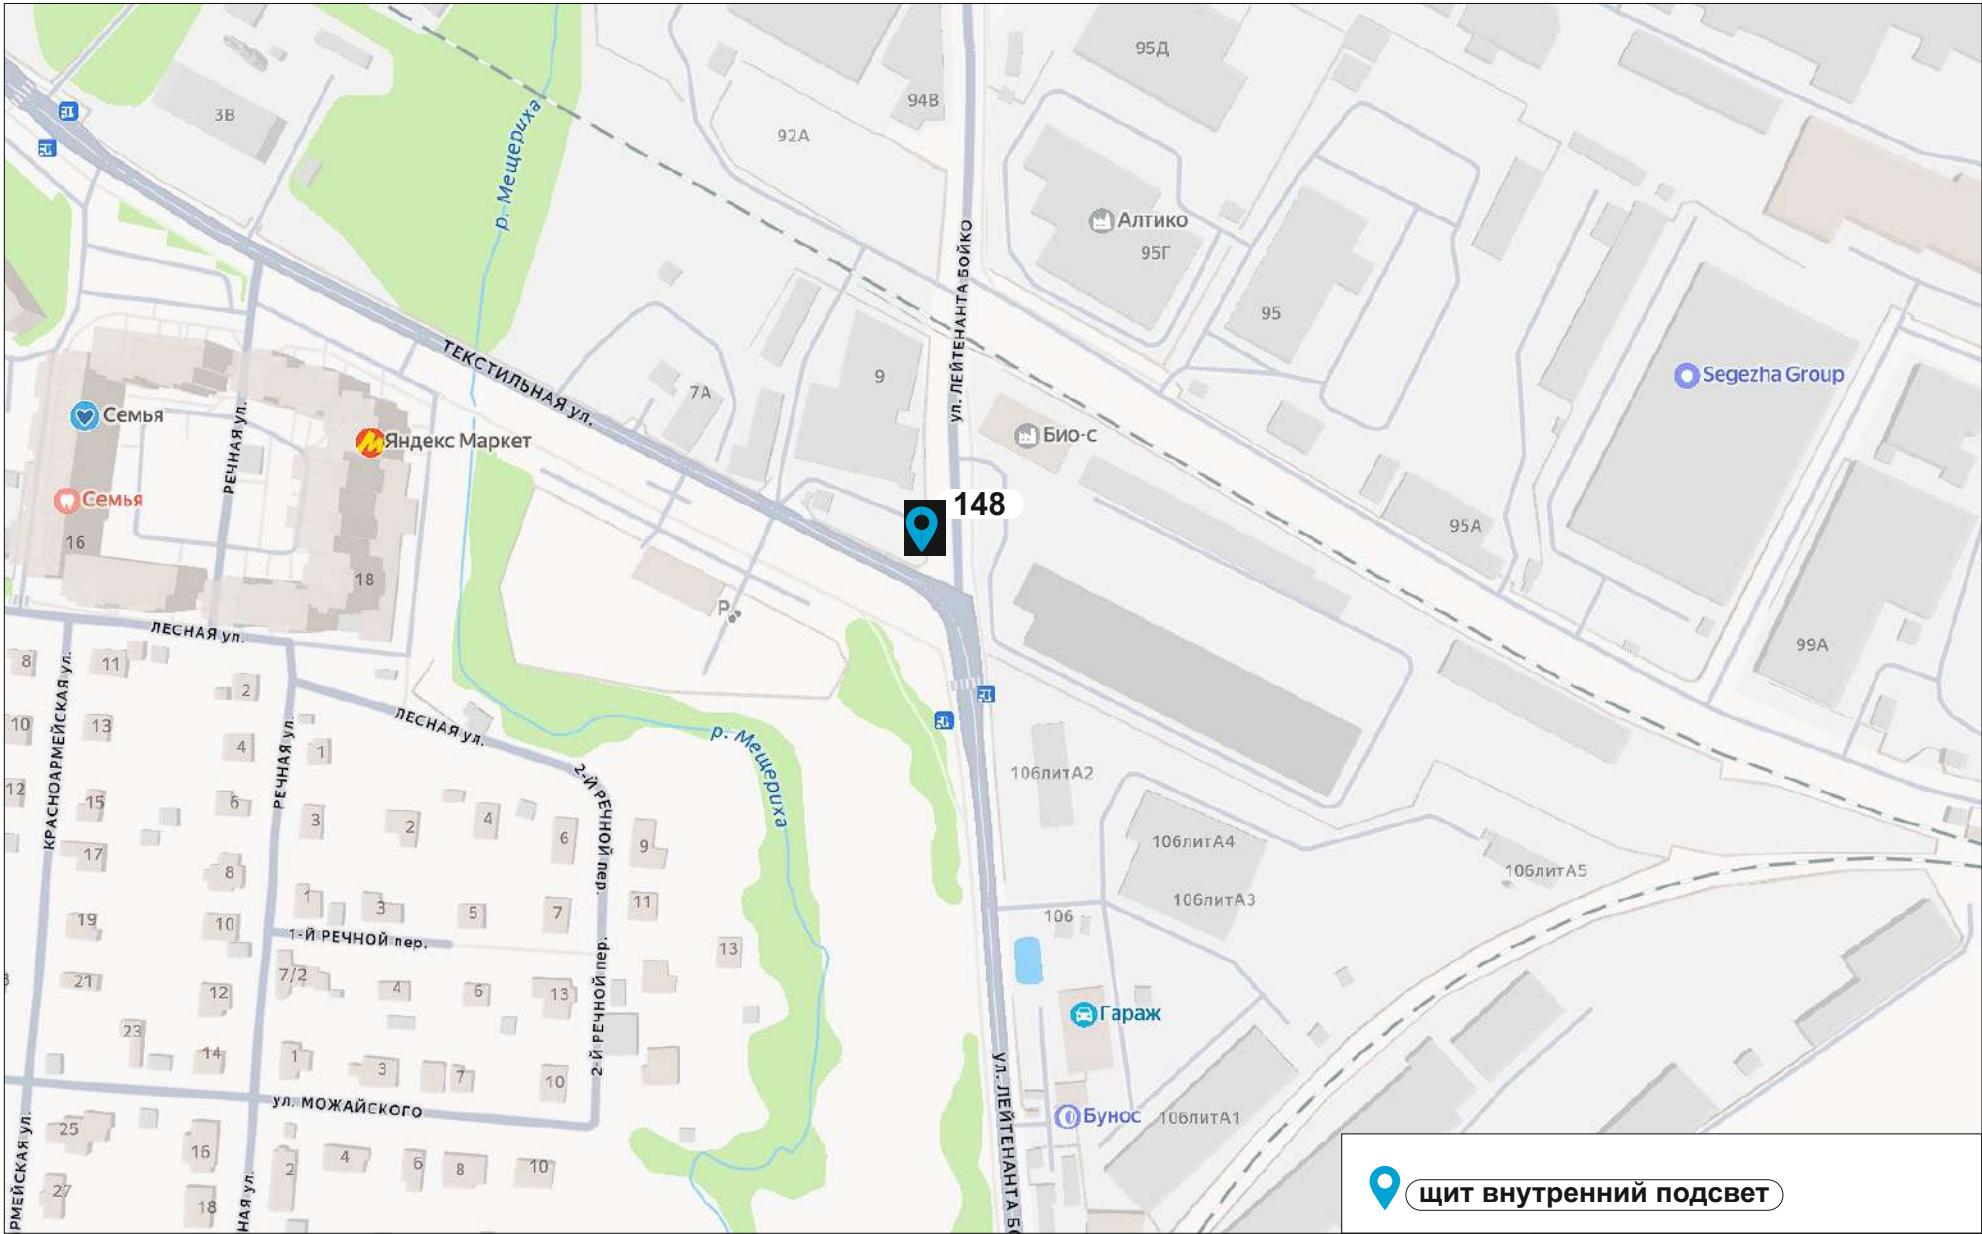 95Д
3В
94В
92А
р. Мещериха
Алтико
95Г
ул. ЛЕЙТЕНАНТА БОЙКО
95
ТЕКСТИЛЬНАЯ ул.
9
7А
Segezha Group
Семья
РЕЧНАЯ ул.
Яндекс Маркет
Био-с
Семья
148
95А
16
18
Р
ЛЕСНАЯ ул.
99А
8
11
КРАСНОАРМЕЙСКАЯ ул.
2
10
13
ЛЕСНАЯ ул.
4
1
РЕЧНАЯ ул.
р. Мещериха
2-Й РЕЧНОЙ пер.
106литА2
12
15
6
3
2
4
6
9
106литА4
17
8
106литА5
1
3
5
7
11
106литА3
19
10
1-Й РЕЧНОЙ пер.
106
13
21
12
7/2
4
6
13
2-Й РЕЧНОЙ пер.
Гараж
23
14
1
3
7
10
ул. МОЖАЙСКОГО
ул. ЛЕЙТЕНАНТА БО
Бунос
106литА1
25
16
2
4
6
8
10
РМЕЙСКАЯ ул.
27
18
НАЯ ул.
щит внутренний подсвет